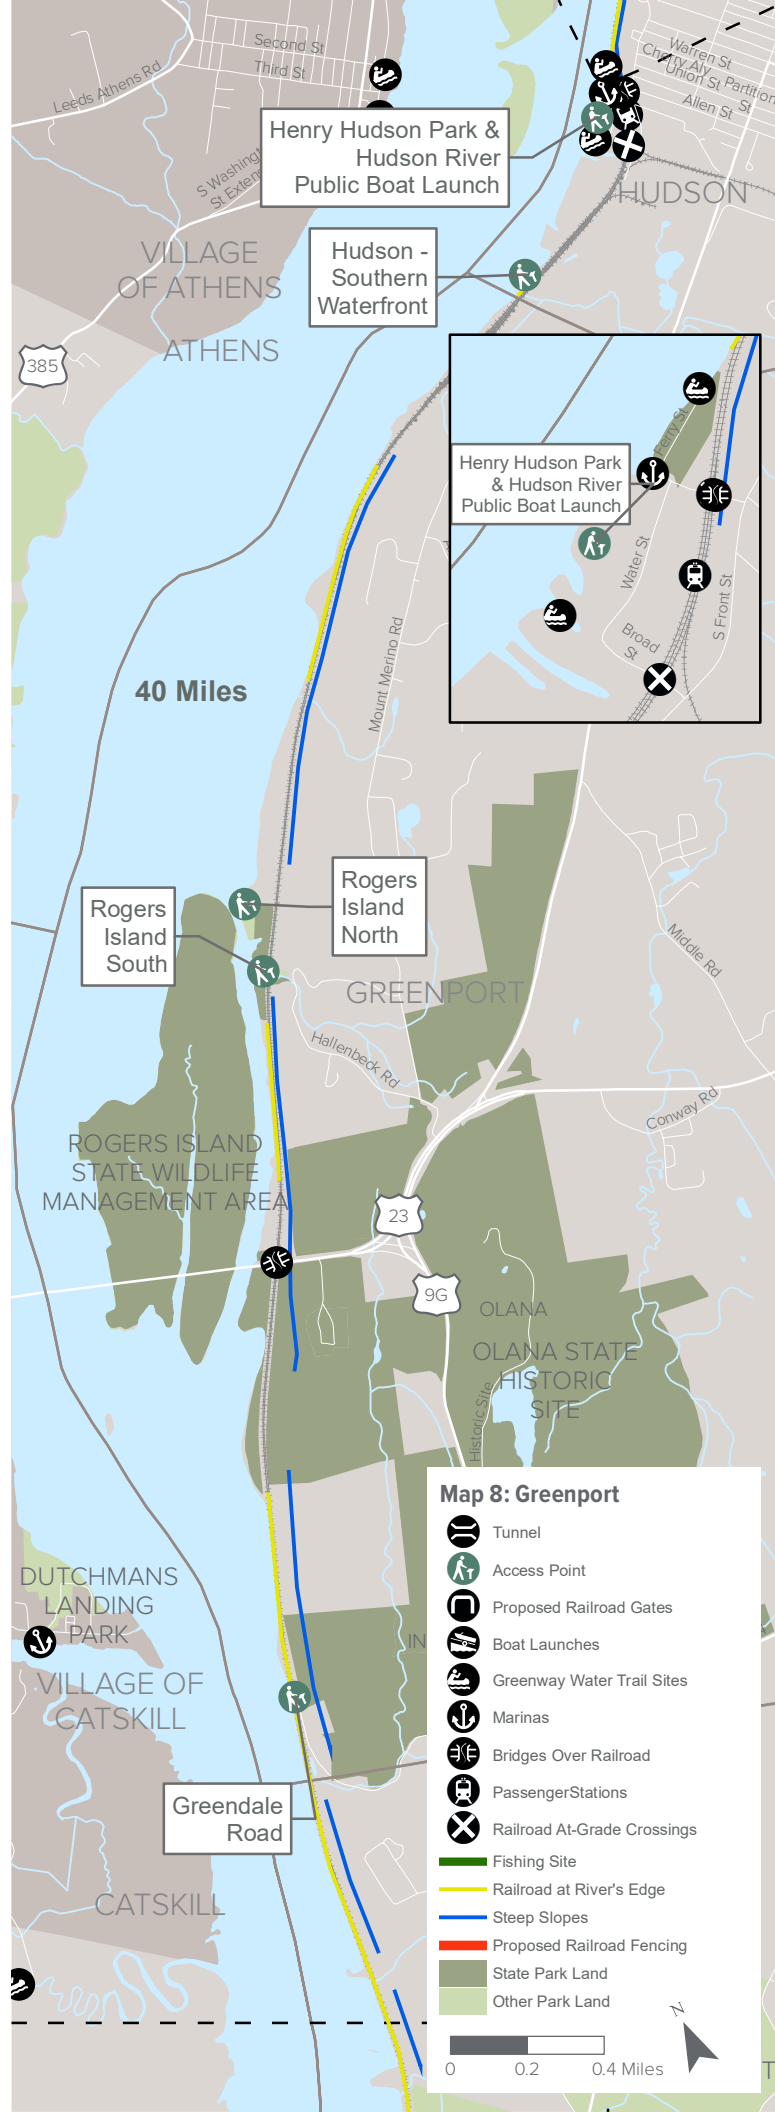 Second St
Third St
Leeds Athens Rd
S Washingt
St Exten
Warren St
Cherry Aly
Union St
Partition
St
Allen St
Henry Hudson Park &
Hudson River
Public Boat Launch
HUDSON
VILLAGE
OF ATHENS
Hudson -
Southern
Waterfront
ATHENS
385
Ferry St
Henry Hudson Park
& Hudson River
Public Boat Launch
Water St
S Front St
Broad
St
Mount Merino Rd
40 Miles
Rogers
Island
North
Rogers
Island
South
Middle Rd
GREENPORT
Hallenbeck Rd
Conway Rd
ROGERS ISLAND
STATE WILDLIFE
MANAGEMENT AREA
23
9G
OLANA
OLANA STATE
HISTORIC
SITE
Historic Site
DUTCHMANS
LANDING
PARK
IN
VILLAGE OF
CATSKILL
Greendale
Road
CATSKILL
Map 8: Greenport
Tunnel
Access Point
Proposed Railroad Gates
Boat Launches
Greenway Water Trail Sites
Marinas
Bridges Over Railroad
PassengerStations
Railroad At-Grade Crossings
Fishing Site
Railroad at River's Edge
Steep Slopes
Proposed Railroad Fencing
State Park Land
Other Park Land
N
0 0.2 0.4 Miles
T